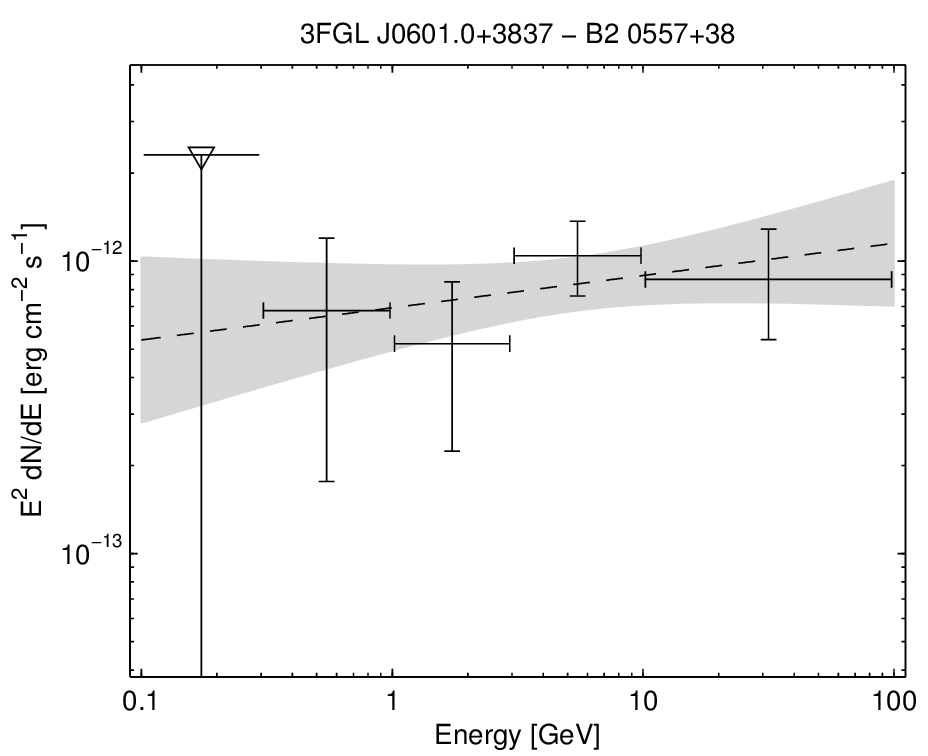 3FGL J0601.0+3837 − B2 0557+38
E² dN/dE [erg cm⁻² s⁻¹]
10⁻¹²
10⁻¹³
0.1 1 10 100
Energy [GeV]